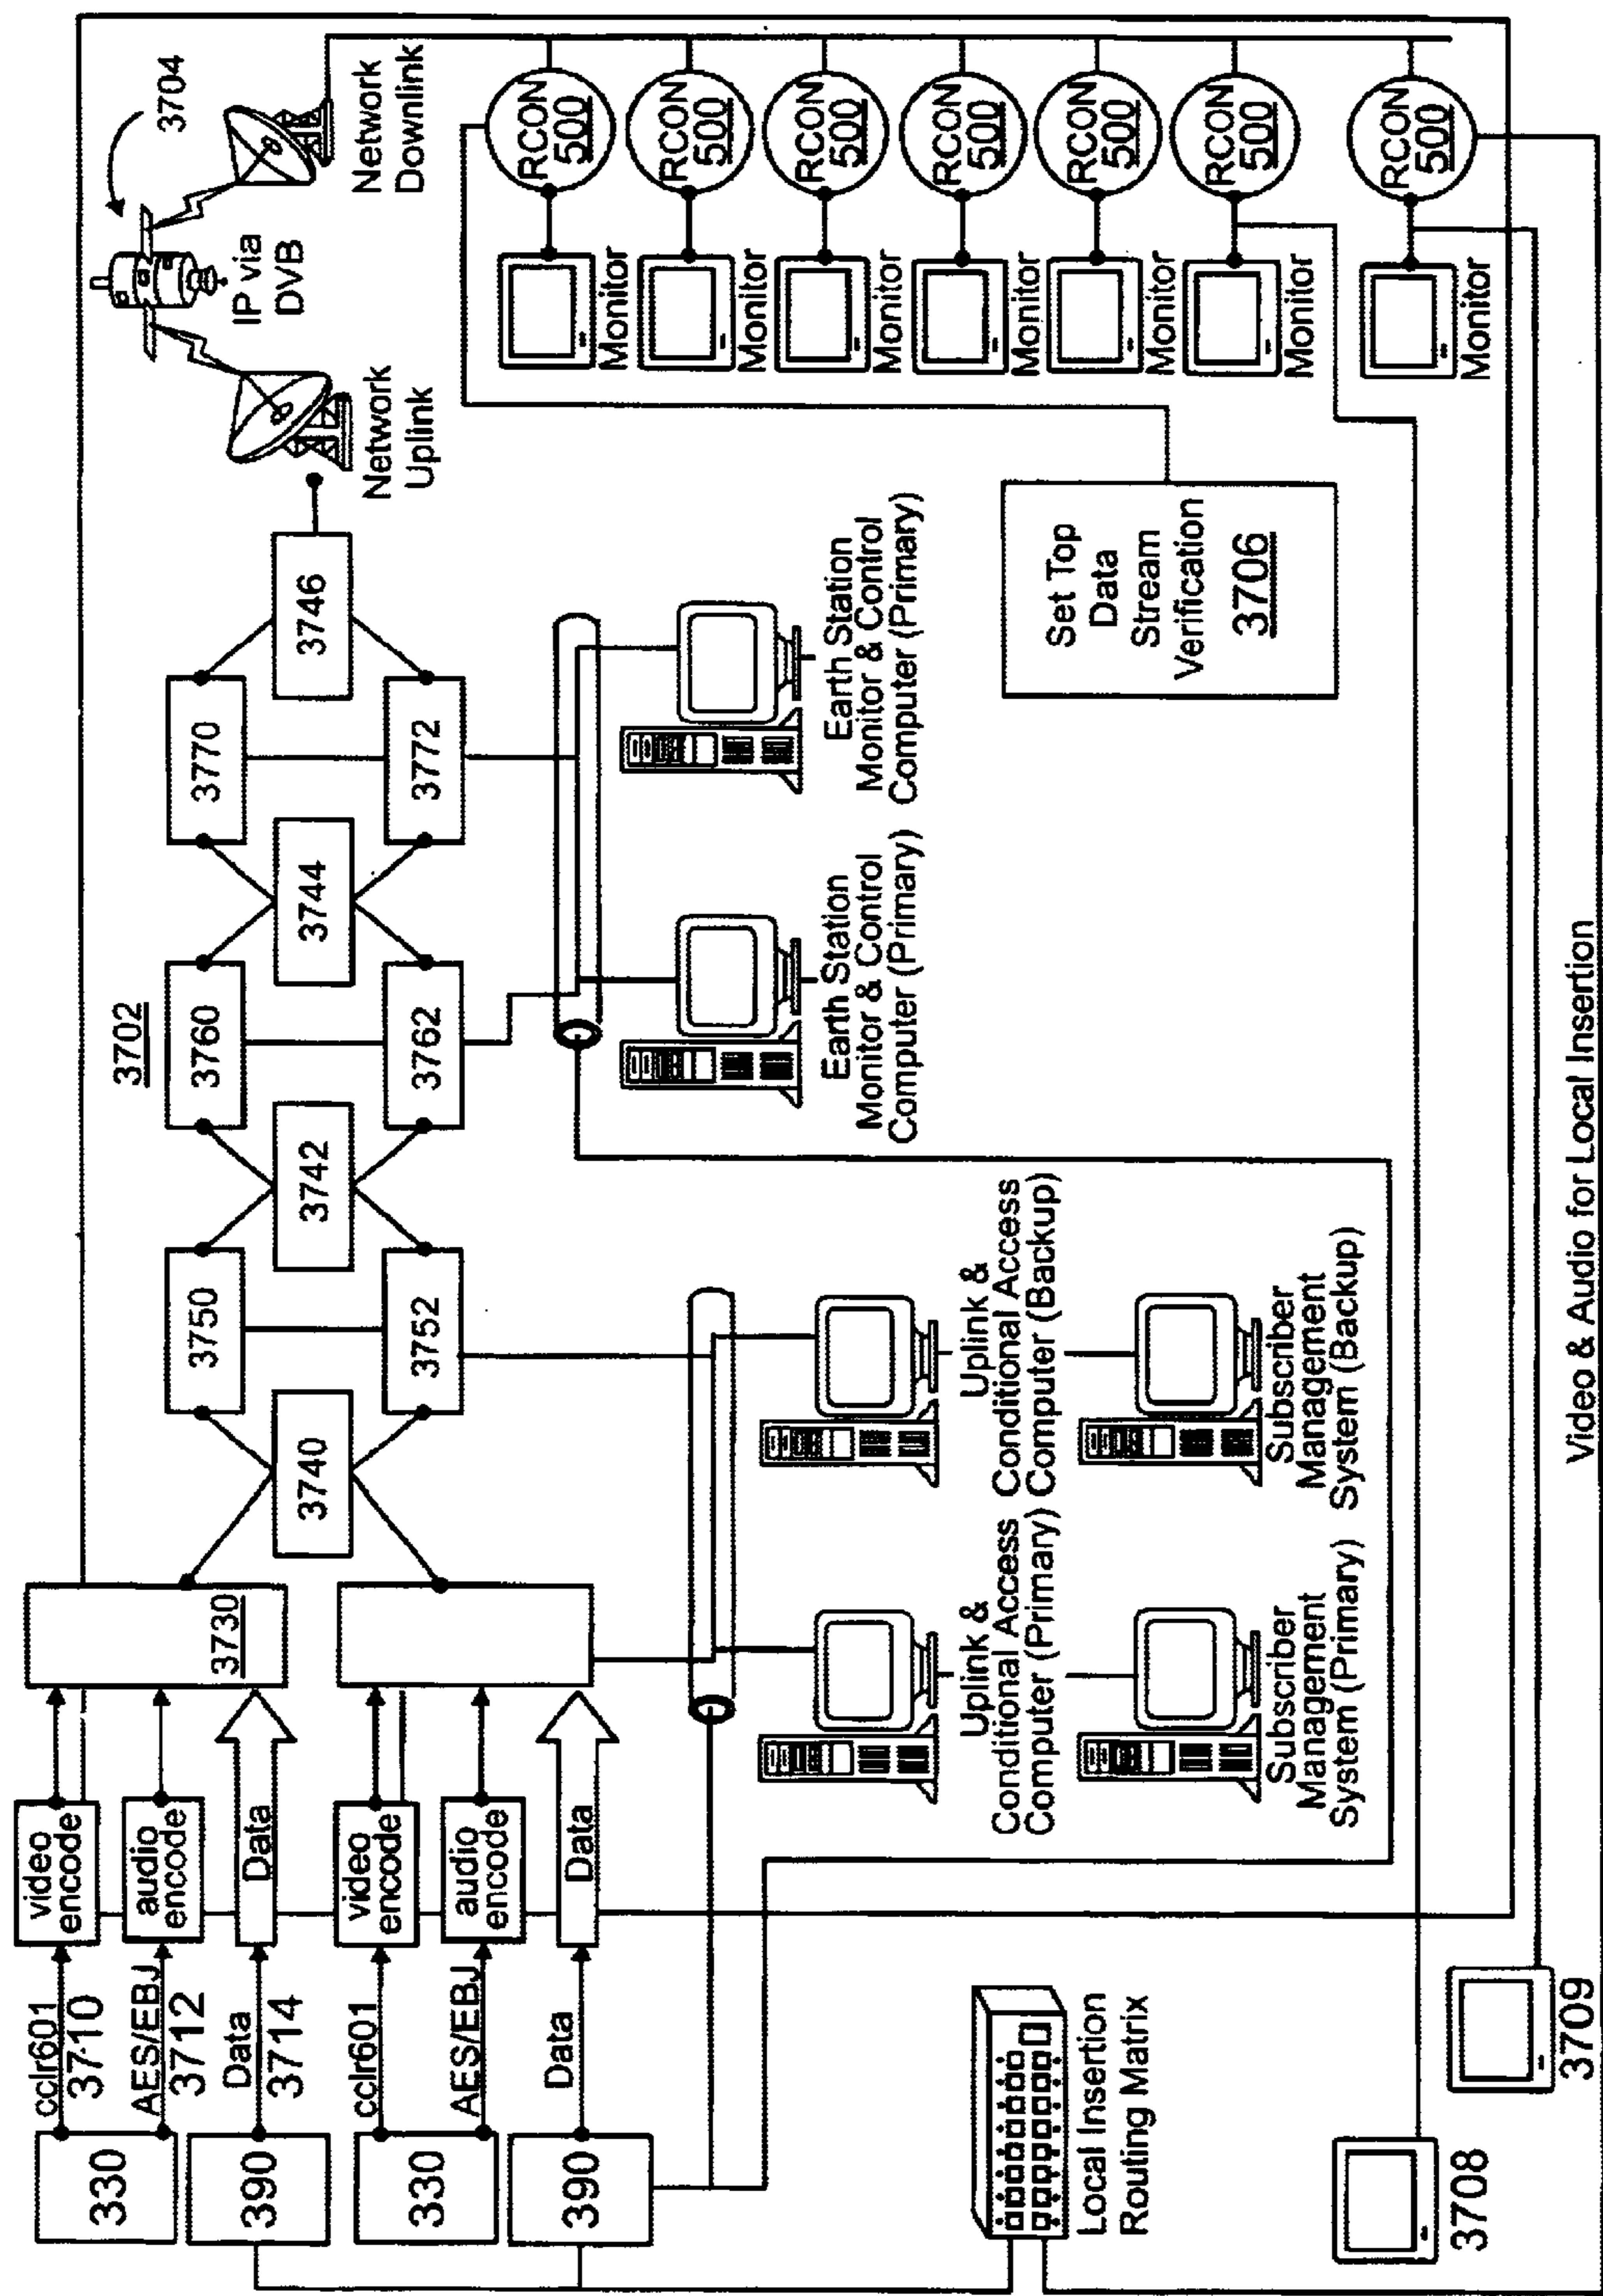 330
390
330
390
cclr601
3710
AES/EBJ
3712
Data
3714
cclr601
AES/EBJ
Data
video
encode
audio
encode
Data
video
encode
audio
encode
Data
3730
3740
3750
3752
3742
3702
3760
3762
3744
3770
3772
3746
Network
Uplink
IP via
DVB
3704
Network
Downlink
Uplink &
Conditional Access
Computer (Primary)
Uplink &
Conditional Access
Computer (Backup)
Subscriber
Management
System (Primary)
Subscriber
Management
System (Backup)
Earth Station
Monitor & Control
Computer (Primary)
Earth Station
Monitor & Control
Computer (Primary)
Set Top
Data
Stream
Verification
3706
RCON
500
Monitor
RCON
500
Monitor
RCON
500
Monitor
RCON
500
Monitor
RCON
500
Monitor
RCON
500
Monitor
RCON
500
Monitor
Local Insertion
Routing Matrix
3708
3709
Video & Audio for Local Insertion